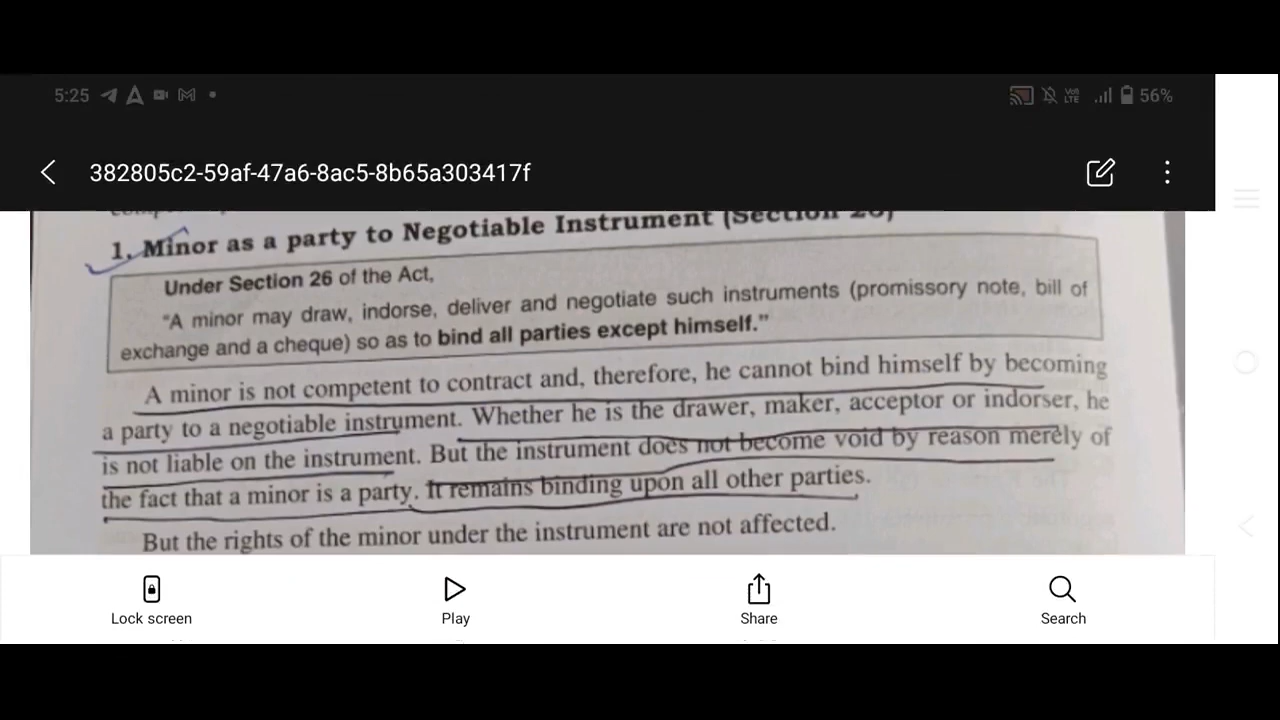 5:25
56%
382805c2-59af-47a6-8ac5-8b65a303417f
1. Minor as a party to Negotiable Instrument (Section 26)
Under Section 26 of the Act,
“A minor may draw, indorse, deliver and negotiate such instruments (promissory note, bill of
exchange and a cheque) so as to bind all parties except himself.”
A minor is not competent to contract and, therefore, he cannot bind himself by becoming
a party to a negotiable instrument. Whether he is the drawer, maker, acceptor or indorser, he
is not liable on the instrument. But the instrument does not become void by reason merely of
the fact that a minor is a party. It remains binding upon all other parties.
But the rights of the minor under the instrument are not affected.
Lock screen
Play
Share
Search